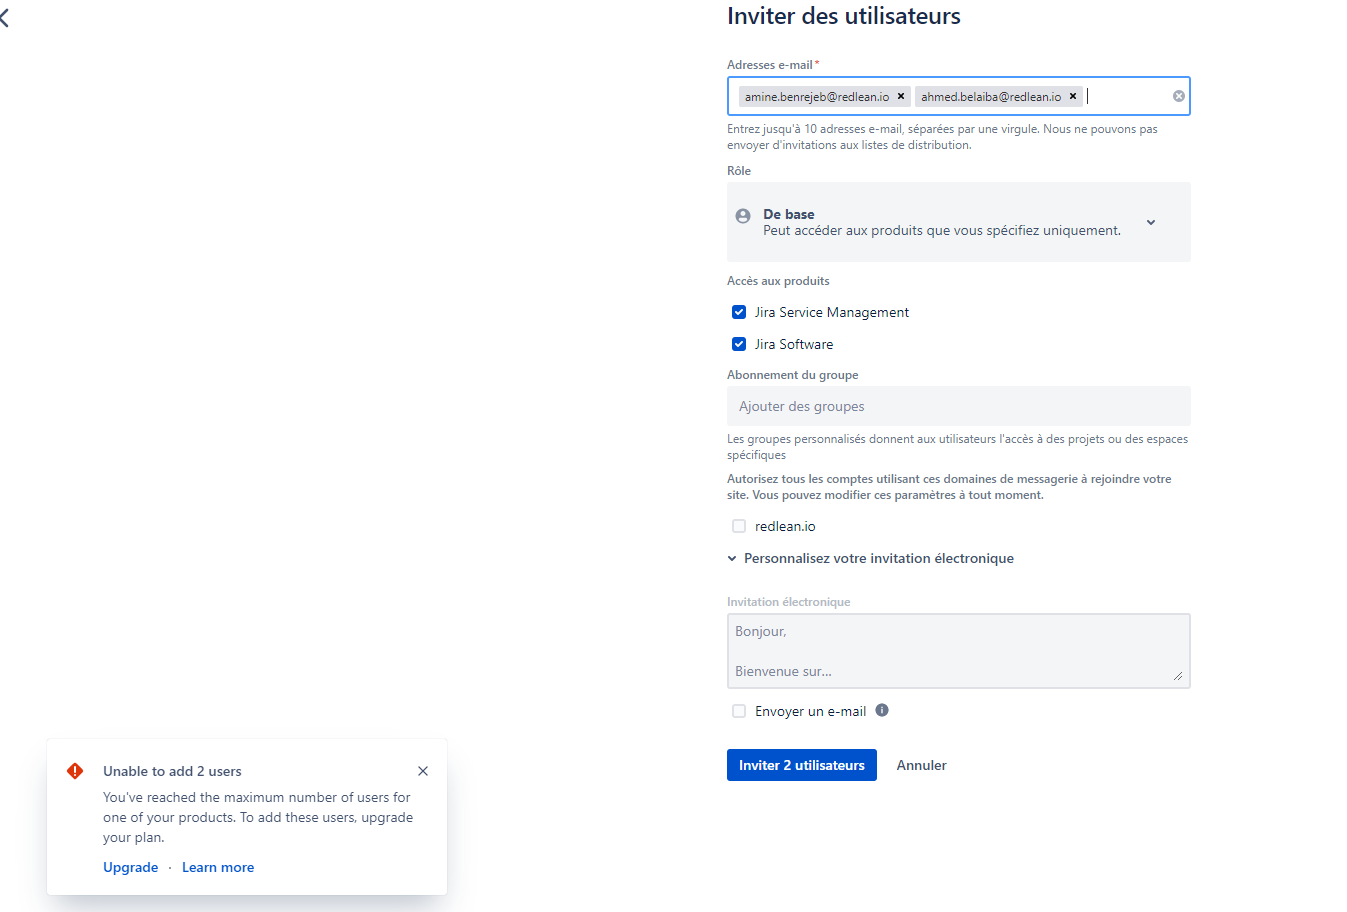 Inviter des utilisateurs
Adresses e-mail*
amine.benrejeb@redlean.io
ahmed.belaiba@redlean.io
Entrez jusqu'à 10 adresses e-mail, séparées par une virgule. Nous ne pouvons pas
envoyer d'invitations aux listes de distribution.
Rôle
De base
Peut accéder aux produits que vous spécifiez uniquement.
Accès aux produits
Jira Service Management
Jira Software
Abonnement du groupe
Ajouter des groupes
Les groupes personnalisés donnent aux utilisateurs l'accès à des projets ou des espaces
spécifiques
Autorisez tous les comptes utilisant ces domaines de messagerie à rejoindre votre
site. Vous pouvez modifier ces paramètres à tout moment.
redlean.io
Personnalisez votre invitation électronique
Invitation électronique
Bonjour,
Bienvenue sur...
Envoyer un e-mail
Inviter 2 utilisateurs
Annuler
Unable to add 2 users
You've reached the maximum number of users for
one of your products. To add these users, upgrade
your plan.
Upgrade · Learn more